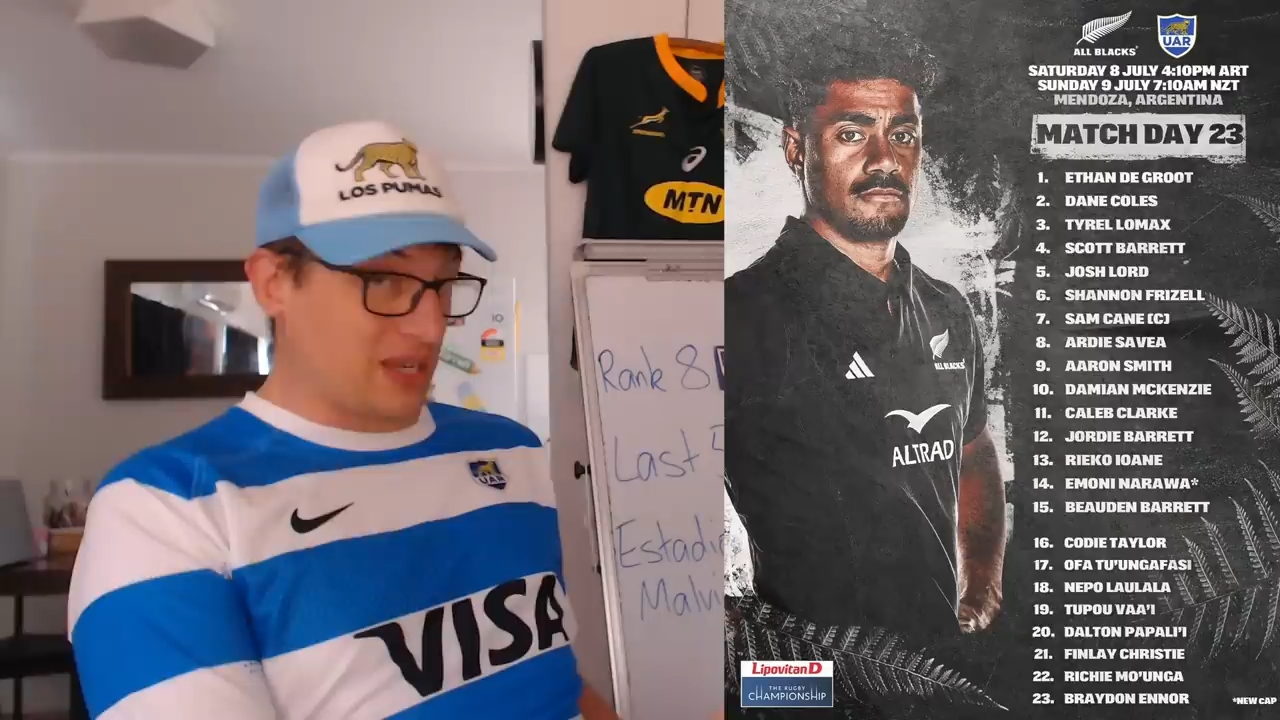 LOS PUMAS
UAR
VISA
MTN
Rank 8
Last
Estadi
Malvi
ALL BLACKS
UAR
SATURDAY 8 JULY 4:10PM ART
SUNDAY 9 JULY 7:10AM NZT
MENDOZA, ARGENTINA
MATCH DAY 23
1. ETHAN DE GROOT
2. DANE COLES
3. TYREL LOMAX
4. SCOTT BARRETT
5. JOSH LORD
6. SHANNON FRIZELL
7. SAM CANE (C)
8. ARDIE SAVEA
9. AARON SMITH
10. DAMIAN MCKENZIE
11. CALEB CLARKE
12. JORDIE BARRETT
13. RIEKO IOANE
14. EMONI NARAWA*
15. BEAUDEN BARRETT
16. CODIE TAYLOR
17. OFA TU'UNGAFASI
18. NEPO LAULALA
19. TUPOU VAA'I
20. DALTON PAPALI'I
21. FINLAY CHRISTIE
22. RICHIE MO'UNGA
23. BRAYDON ENNOR
*NEW CAP
ALL BLACKS
ALTRAD
Lipovitan D
THE RUGBY
CHAMPIONSHIP